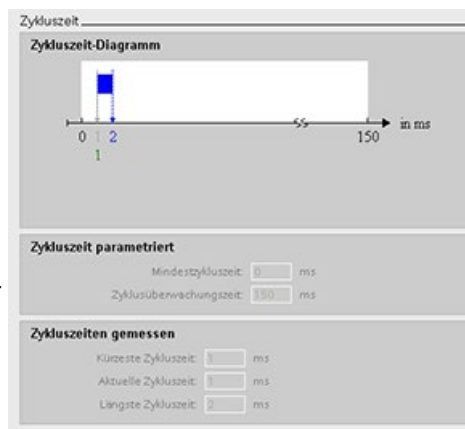 Zykluszeit
Zykluszeit-Diagramm
0 1 2 150 in ms
1
Zykluszeit parametriert
Mindestzykluszeit: 0 ms
Zyklusüberwachungszeit: 150 ms
Zykluszeiten gemessen
Kürzeste Zykluszeit: 1 ms
Aktuelle Zykluszeit: 1 ms
Längste Zykluszeit: 2 ms